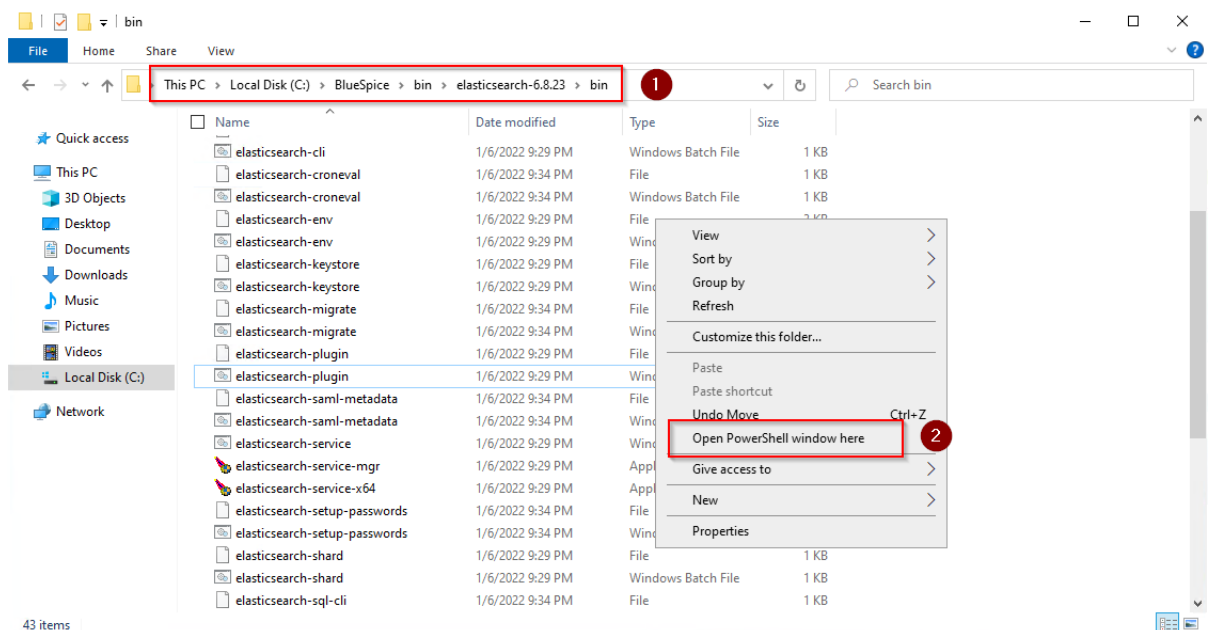 bin
File Home Share View
This PC > Local Disk (C:) > BlueSpice > bin > elasticsearch-6.8.23 > bin
1
Search bin
Quick access
This PC
3D Objects
Desktop
Documents
Downloads
Music
Pictures
Videos
Local Disk (C:)
Network
Name Date modified Type Size
elasticsearch-cli 1/6/2022 9:29 PM Windows Batch File 1 KB
elasticsearch-croneval 1/6/2022 9:34 PM File 1 KB
elasticsearch-croneval 1/6/2022 9:34 PM Windows Batch File 1 KB
elasticsearch-env 1/6/2022 9:29 PM File
elasticsearch-env 1/6/2022 9:29 PM
elasticsearch-keystore 1/6/2022 9:29 PM File
elasticsearch-keystore 1/6/2022 9:29 PM
elasticsearch-migrate 1/6/2022 9:34 PM File
elasticsearch-migrate 1/6/2022 9:34 PM
elasticsearch-plugin 1/6/2022 9:29 PM File
elasticsearch-plugin 1/6/2022 9:29 PM
elasticsearch-saml-metadata 1/6/2022 9:34 PM File
elasticsearch-saml-metadata 1/6/2022 9:34 PM
elasticsearch-service 1/6/2022 9:29 PM
elasticsearch-service-mgr 1/6/2022 9:29 PM
elasticsearch-service-x64 1/6/2022 9:29 PM
elasticsearch-setup-passwords 1/6/2022 9:34 PM File
elasticsearch-setup-passwords 1/6/2022 9:34 PM
elasticsearch-shard 1/6/2022 9:29 PM File 1 KB
elasticsearch-shard 1/6/2022 9:29 PM Windows Batch File 1 KB
elasticsearch-sql-cli 1/6/2022 9:34 PM File 1 KB
View
Sort by
Group by
Refresh
Customize this folder...
Paste
Paste shortcut
Undo Move Ctrl+Z
Open PowerShell window here
2
Give access to
New
Properties
43 items